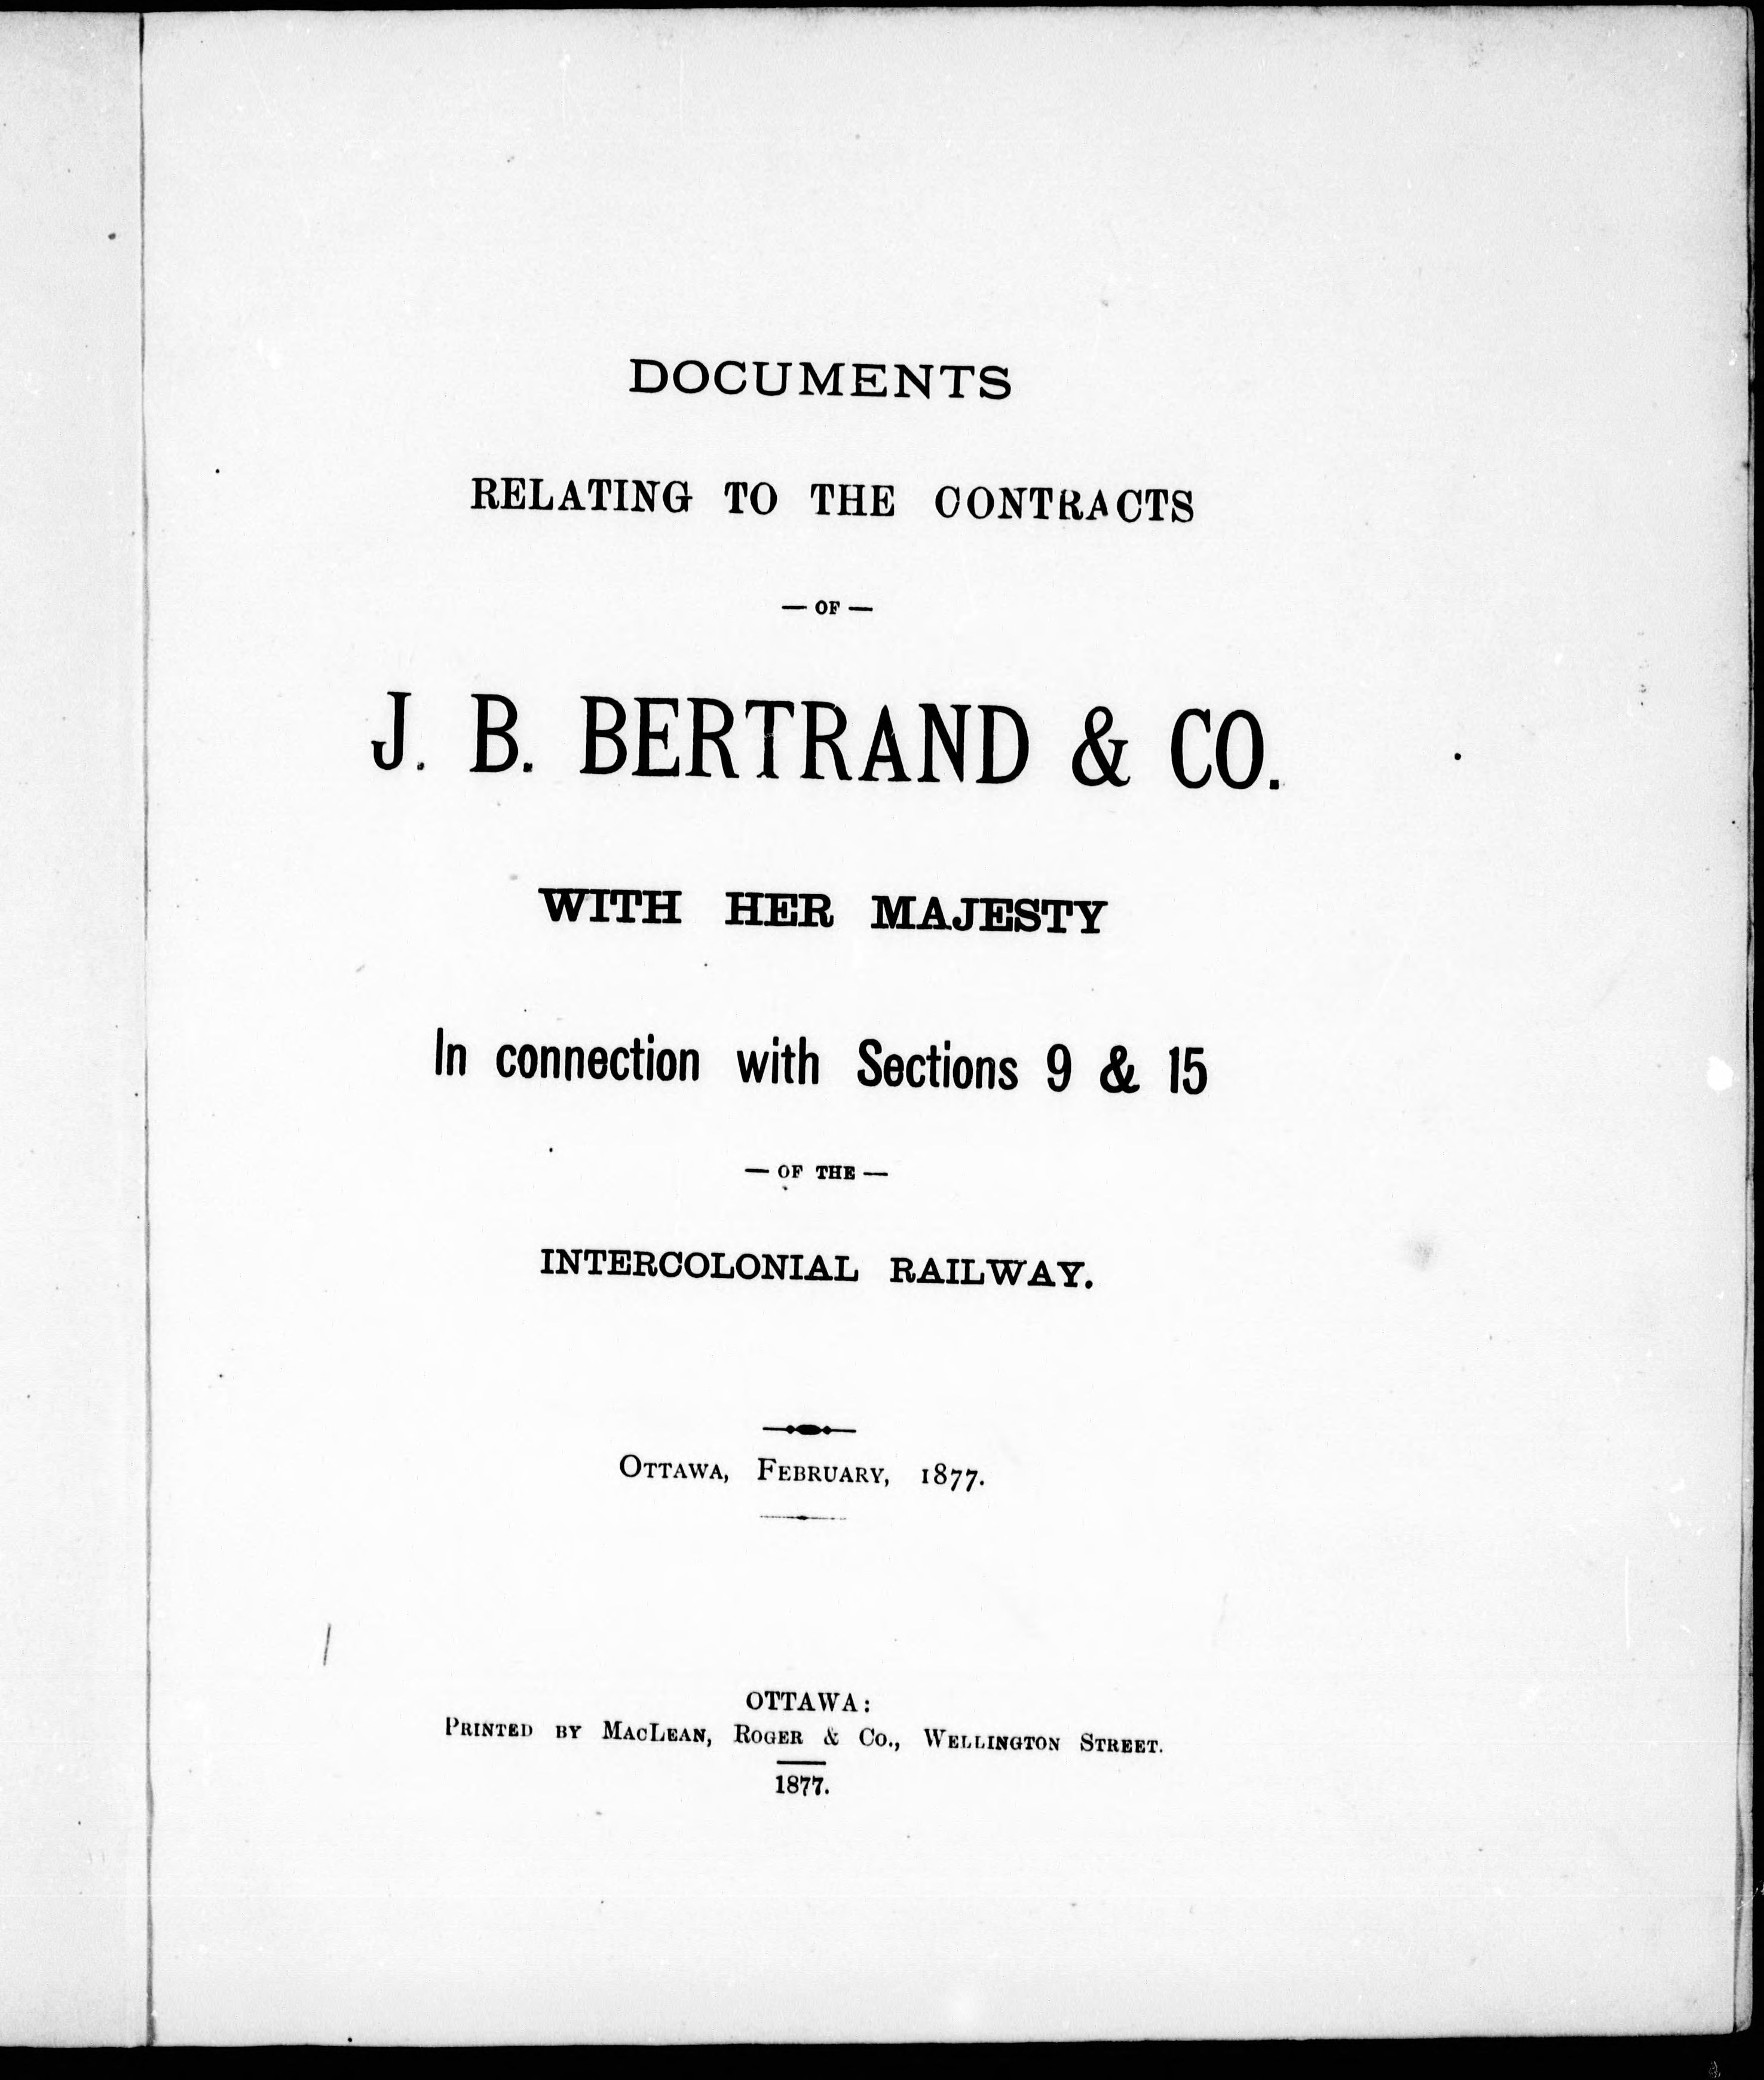 DOCUMENTS
RELATING TO THE CONTRACTS
— OF —
J. B. BERTRAND & CO.
WITH HER MAJESTY
In connection with Sections 9 & 15
— OF THE —
INTERCOLONIAL RAILWAY.
OTTAWA, FEBRUARY, 1877.
OTTAWA:
PRINTED BY MACLEAN, ROGER & CO., WELLINGTON STREET.
1877.